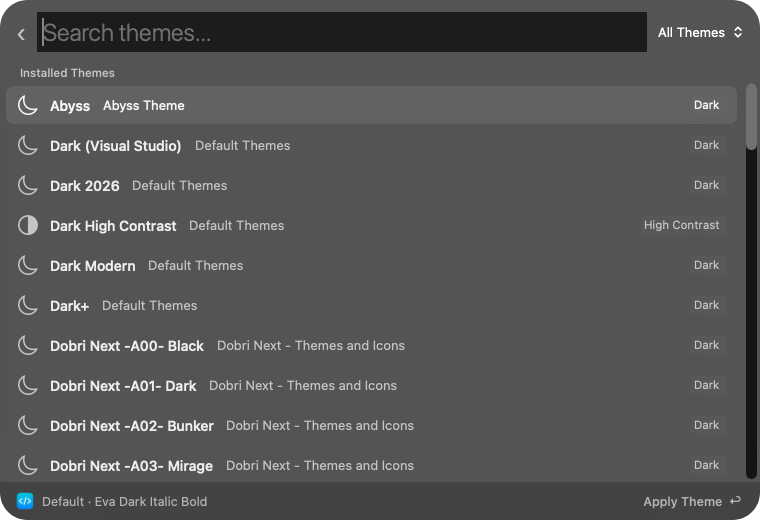 Search themes...
All Themes
Installed Themes
Abyss Abyss Theme Dark
Dark (Visual Studio) Default Themes Dark
Dark 2026 Default Themes Dark
Dark High Contrast Default Themes High Contrast
Dark Modern Default Themes Dark
Dark+ Default Themes Dark
Dobri Next -A00- Black Dobri Next - Themes and Icons Dark
Dobri Next -A01- Dark Dobri Next - Themes and Icons Dark
Dobri Next -A02- Bunker Dobri Next - Themes and Icons Dark
Dobri Next -A03- Mirage Dobri Next - Themes and Icons Dark
Default · Eva Dark Italic Bold Apply Theme